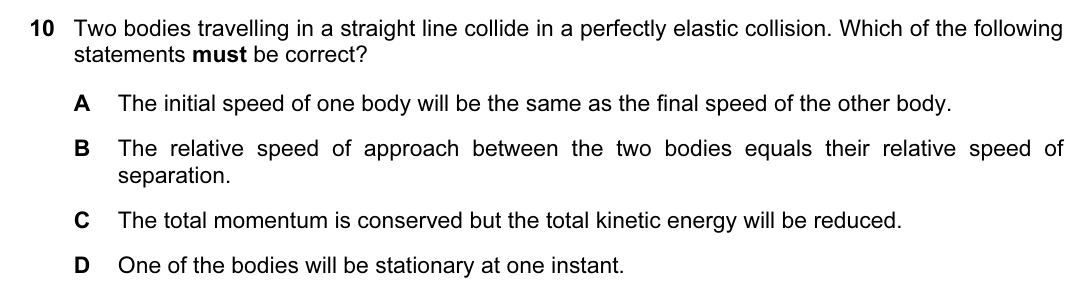 10 Two bodies travelling in a straight line collide in a perfectly elastic collision. Which of the following
statements must be correct?
A The initial speed of one body will be the same as the final speed of the other body.
B The relative speed of approach between the two bodies equals their relative speed of
separation.
C The total momentum is conserved but the total kinetic energy will be reduced.
D One of the bodies will be stationary at one instant.